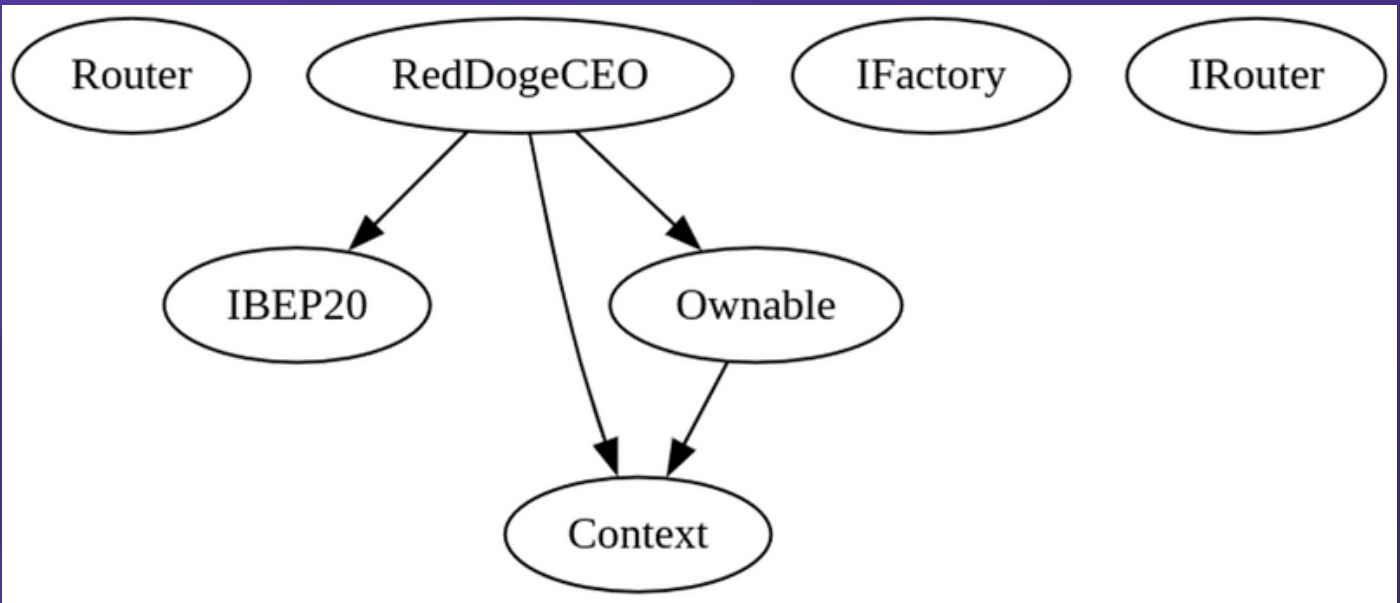 Router
RedDogeCEO
IFactory
IRouter
IBEP20
Ownable
Context